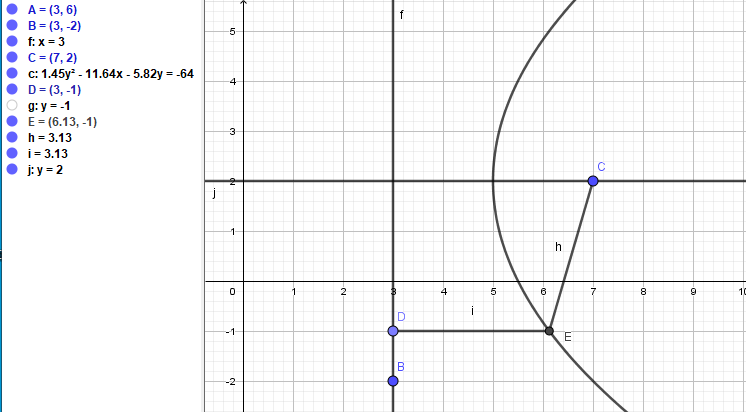 A = (3, 6)
B = (3, -2)
f: x = 3
C = (7, 2)
c: 1.45y² - 11.64x - 5.82y = -64
D = (3, -1)
g: y = -1
E = (6.13, -1)
h = 3.13
i = 3.13
j: y = 2
f
5
4
3
C
2
j
h
1
0 1 2 3 4 5 6 7 8 9 10
i
D
-1
E
B
-2